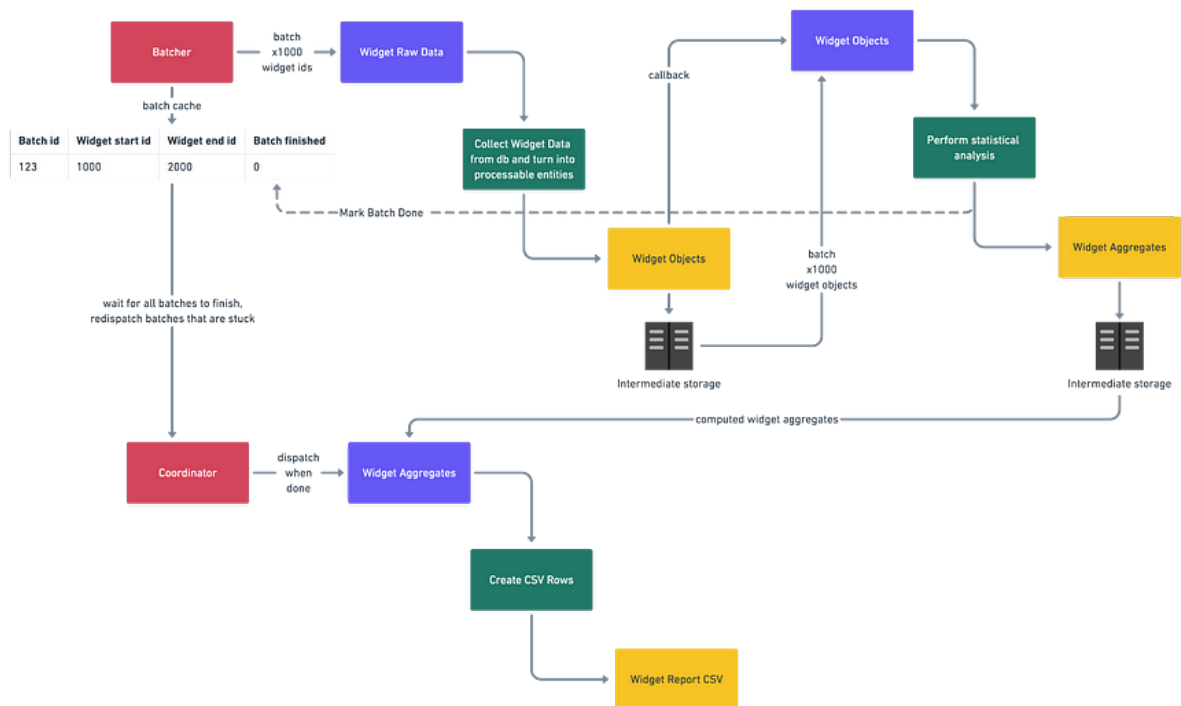 Batcher
batch
x1000
widget ids
Widget Raw Data
Widget Objects
callback
batch cache
Batch id Widget start id Widget end id Batch finished
123 1000 2000 0
Collect Widget Data
from db and turn into
processable entities
Perform statistical
analysis
Mark Batch Done
Widget Objects
batch
x1000
widget objects
Widget Aggregates
wait for all batches to finish,
redispatch batches that are stuck
Intermediate storage
Intermediate storage
computed widget aggregates
Coordinator
dispatch
when
done
Widget Aggregates
Create CSV Rows
Widget Report CSV